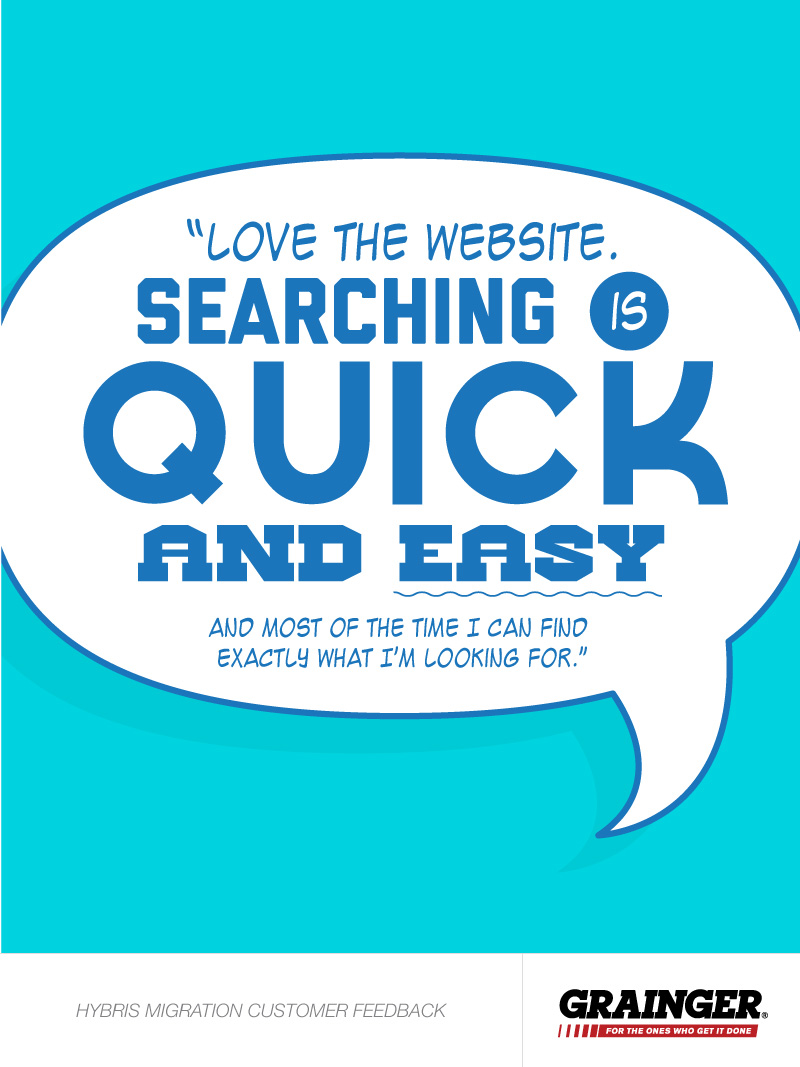 “LOVE THE WEBSITE.
SEARCHING IS
QUICK
AND EASY
AND MOST OF THE TIME I CAN FIND
EXACTLY WHAT I’M LOOKING FOR.”
HYBRIS MIGRATION CUSTOMER FEEDBACK
GRAINGER®
FOR THE ONES WHO GET IT DONE